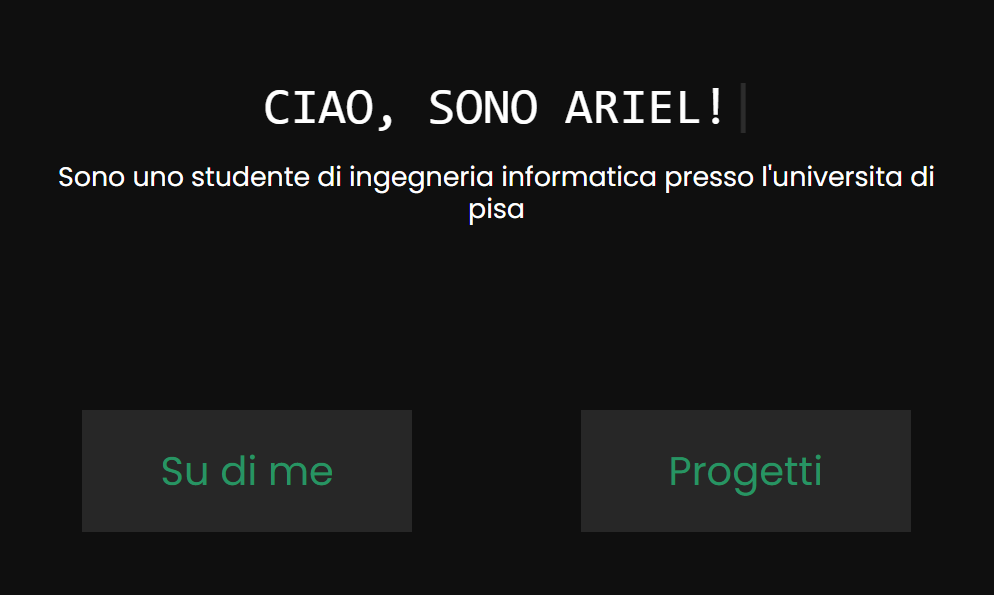 CIAO, SONO ARIEL!
Sono uno studente di ingegneria informatica presso l'universita di
pisa
Su di me
Progetti